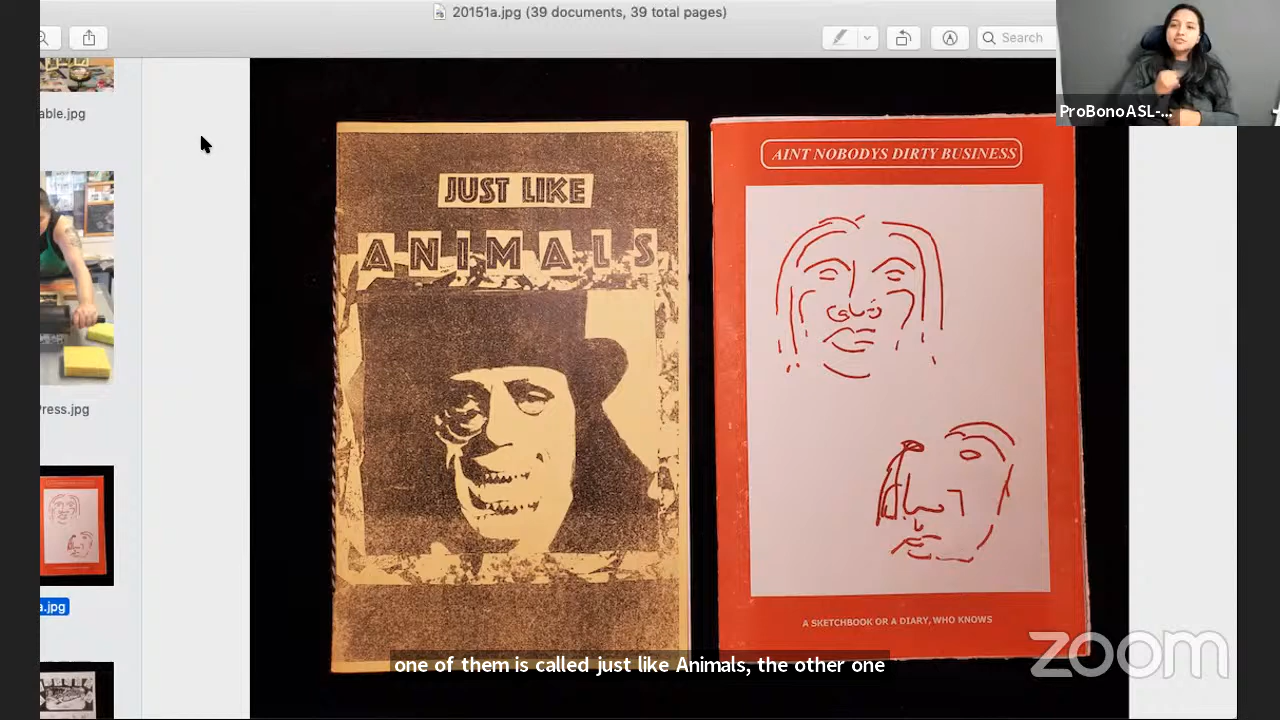 20151a.jpg (39 documents, 39 total pages)
Search
able.jpg
ress.jpg
a.jpg
ProBonoASL-...
JUST LIKE
ANIMALS
AINT NOBODYS DIRTY BUSINESS
A SKETCHBOOK OR A DIARY, WHO KNOWS
one of them is called just like Animals, the other one
zoom